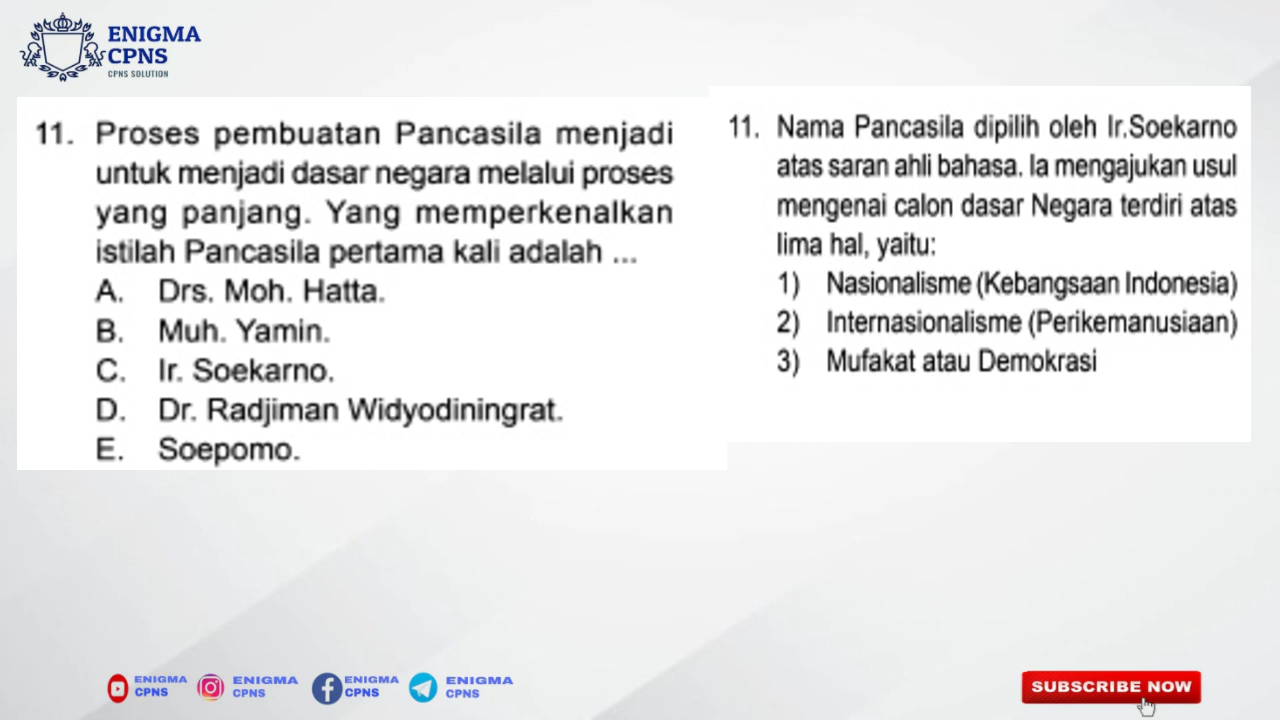 ENIGMA
CPNS
CPNS SOLUTION
11. Proses pembuatan Pancasila menjadi
untuk menjadi dasar negara melalui proses
yang panjang. Yang memperkenalkan
istilah Pancasila pertama kali adalah ...
A. Drs. Moh. Hatta.
B. Muh. Yamin.
C. Ir. Soekarno.
D. Dr. Radjiman Widyodiningrat.
E. Soepomo.
11. Nama Pancasila dipilih oleh Ir.Soekarno
atas saran ahli bahasa. Ia mengajukan usul
mengenai calon dasar Negara terdiri atas
lima hal, yaitu:
1) Nasionalisme (Kebangsaan Indonesia)
2) Internasionalisme (Perikemanusiaan)
3) Mufakat atau Demokrasi
ENIGMA
CPNS
ENIGMA
CPNS
ENIGMA
CPNS
ENIGMA
CPNS
SUBSCRIBE NOW